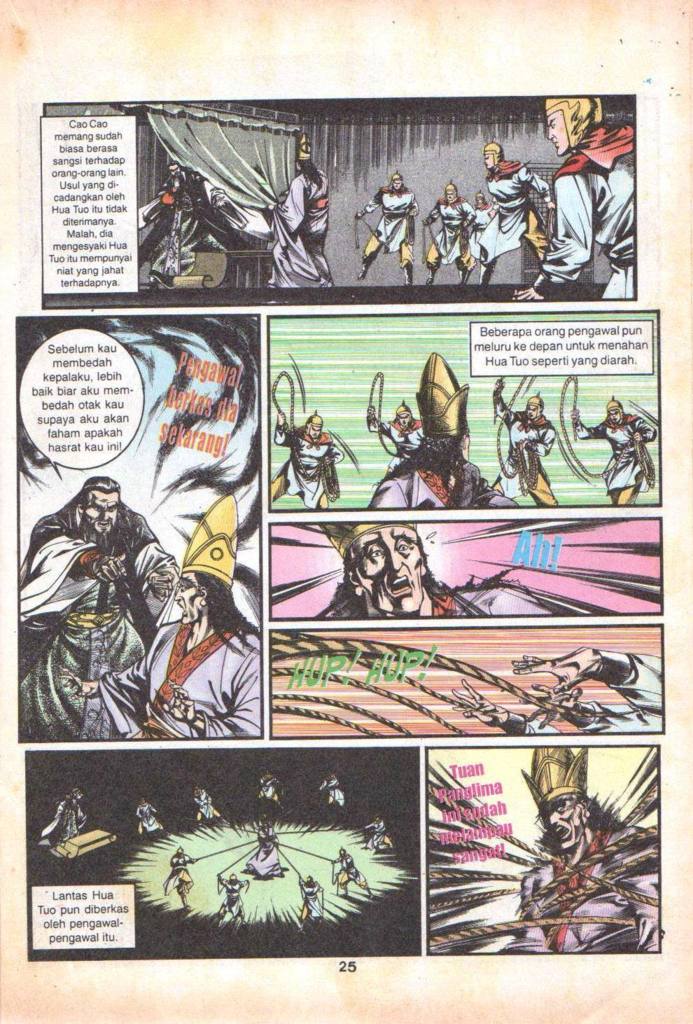 Cao Cao
memang sudah
biasa berasa
sangsi terhadap
orang-orang lain.
Usul yang di-
cadangkan oleh
Hua Tuo itu tidak
diterimanya.
Malah, dia
mengesyaki Hua
Tuo itu mempunyai
niat yang jahat
terhadapnya.
Sebelum kau
membedah
kepalaku, lebih
baik biar aku mem-
bedah otak kau
supaya aku akan
faham apakah
hasrat kau ini!
Pengawal
berkas dia
sekarang!
Beberapa orang pengawal pun
meluru ke depan untuk menahan
Hua Tuo seperti yang diarah.
Ah!
HUP! HUP!
Lantas Hua
Tuo pun diberkas
oleh pengawal-
pengawal itu.
Tuan
Panglima
ini sudah
melampau
sangat!
25